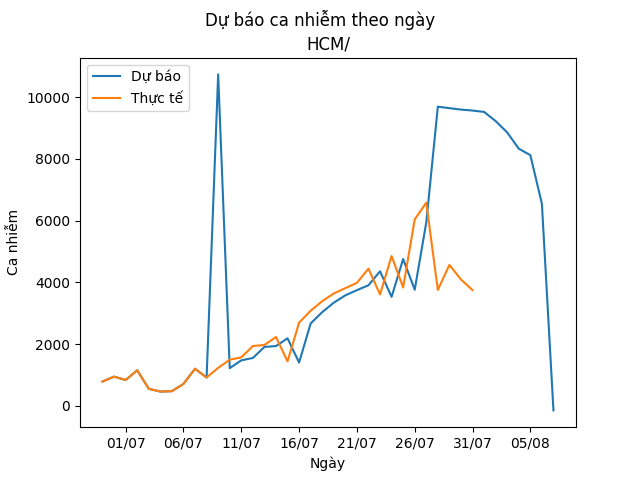 Dự báo ca nhiễm theo ngày
HCM/
Dự báo
Thực tế
Ca nhiễm
10000
8000
6000
4000
2000
0
01/07 06/07 11/07 16/07 21/07 26/07 31/07 05/08
Ngày